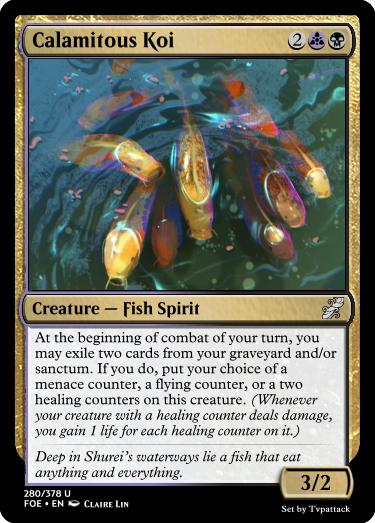 Calamitous Koi
2
Creature — Fish Spirit
At the beginning of combat of your turn, you
may exile two cards from your graveyard and/or
sanctum. If you do, put your choice of a
menace counter, a flying counter, or a two
healing counters on this creature. (Whenever
your creature with a healing counter deals damage,
you gain 1 life for each healing counter on it.)
Deep in Shurei's waterways lie a fish that eat
anything and everything.
3/2
280/378 U
FOE • EN Claire Lin
Set by Tvpattack